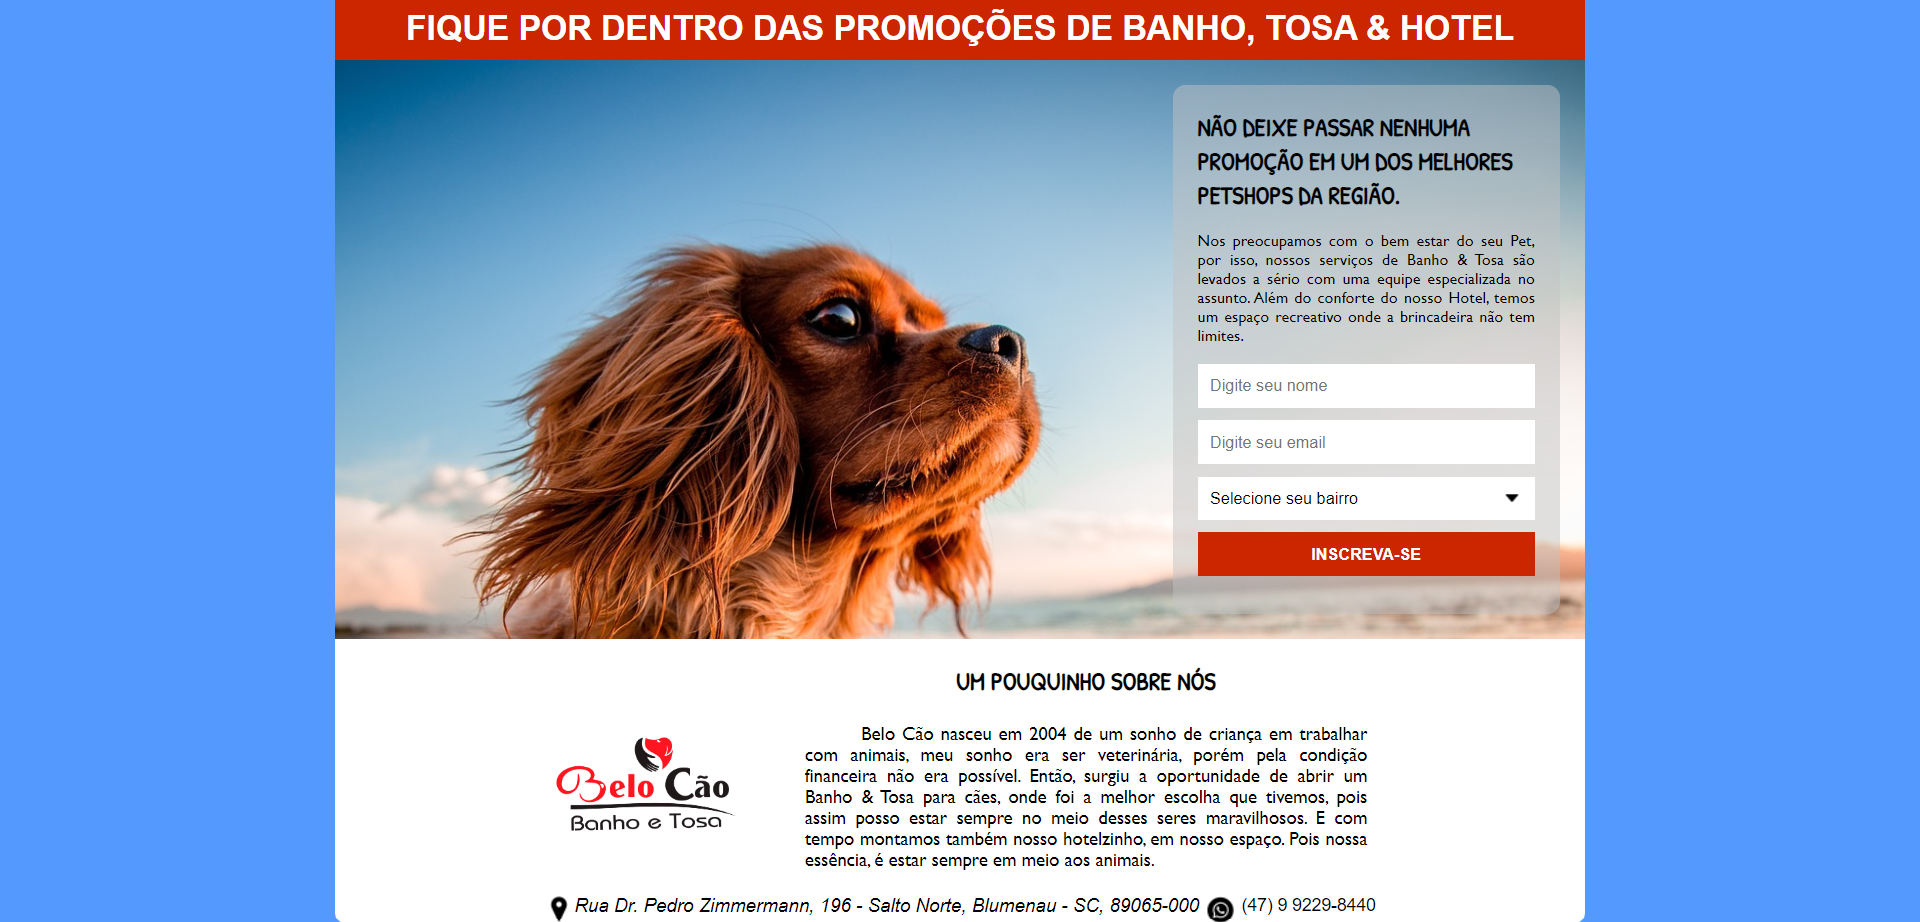 FIQUE POR DENTRO DAS PROMOÇÕES DE BANHO, TOSA & HOTEL
NÃO DEIXE PASSAR NENHUMA
PROMOÇÃO EM UM DOS MELHORES
PETSHOPS DA REGIÃO.
Nos preocupamos com o bem estar do seu Pet,
por isso, nossos serviços de Banho & Tosa são
levados a sério com uma equipe especializada no
assunto. Além do conforte do nosso Hotel, temos
um espaço recreativo onde a brincadeira não tem
limites.
Digite seu nome
Digite seu email
Selecione seu bairro
INSCREVA-SE
UM POUQUINHO SOBRE NÓS
Belo Cão
Banho e Tosa
Belo Cão nasceu em 2004 de um sonho de criança em trabalhar
com animais, meu sonho era ser veterinária, porém pela condição
financeira não era possível. Então, surgiu a oportunidade de abrir um
Banho & Tosa para cães, onde foi a melhor escolha que tivemos, pois
assim posso estar sempre no meio desses seres maravilhosos. E com
tempo montamos também nosso hotelzinho, em nosso espaço. Pois nossa
essência, é estar sempre em meio aos animais.
Rua Dr. Pedro Zimmermann, 196 - Salto Norte, Blumenau - SC, 89065-000 (47) 9 9229-8440